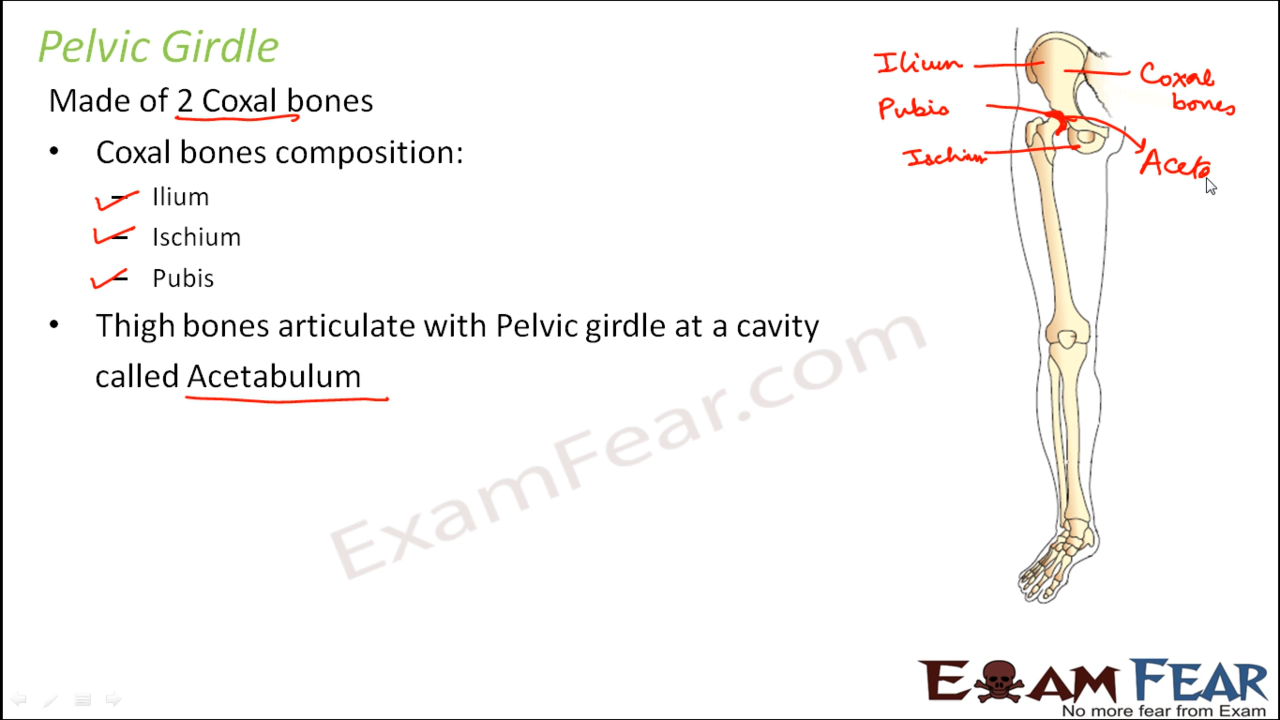 Pelvic Girdle
Made of 2 Coxal bones
• Coxal bones composition:
– Ilium
– Ischium
– Pubis
• Thigh bones articulate with Pelvic girdle at a cavity
called Acetabulum
Ilium
Coxal
bones
Pubis
Ischium
Aceta
ExamFear.com
EXAM FEAR
No more fear from Exam